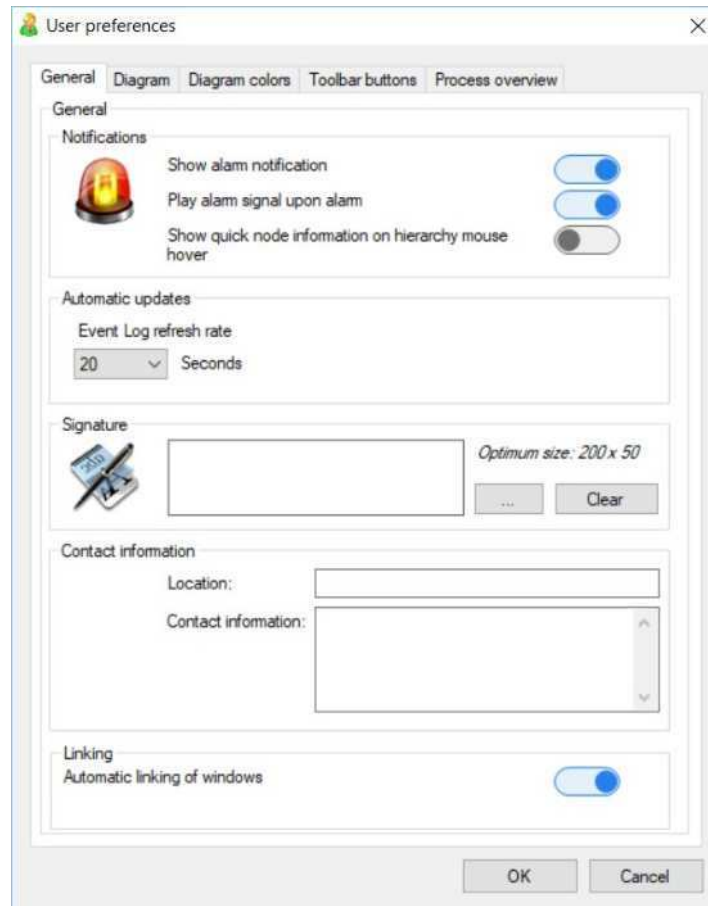 User preferences
General Diagram Diagram colors Toolbar buttons Process overview
General
Notifications
Show alarm notification
Play alarm signal upon alarm
Show quick node information on hierarchy mouse
hover
Automatic updates
Event Log refresh rate
20 Seconds
Signature
Optimum size: 200 x 50
... Clear
Contact information
Location:
Contact information:
Linking
Automatic linking of windows
OK Cancel